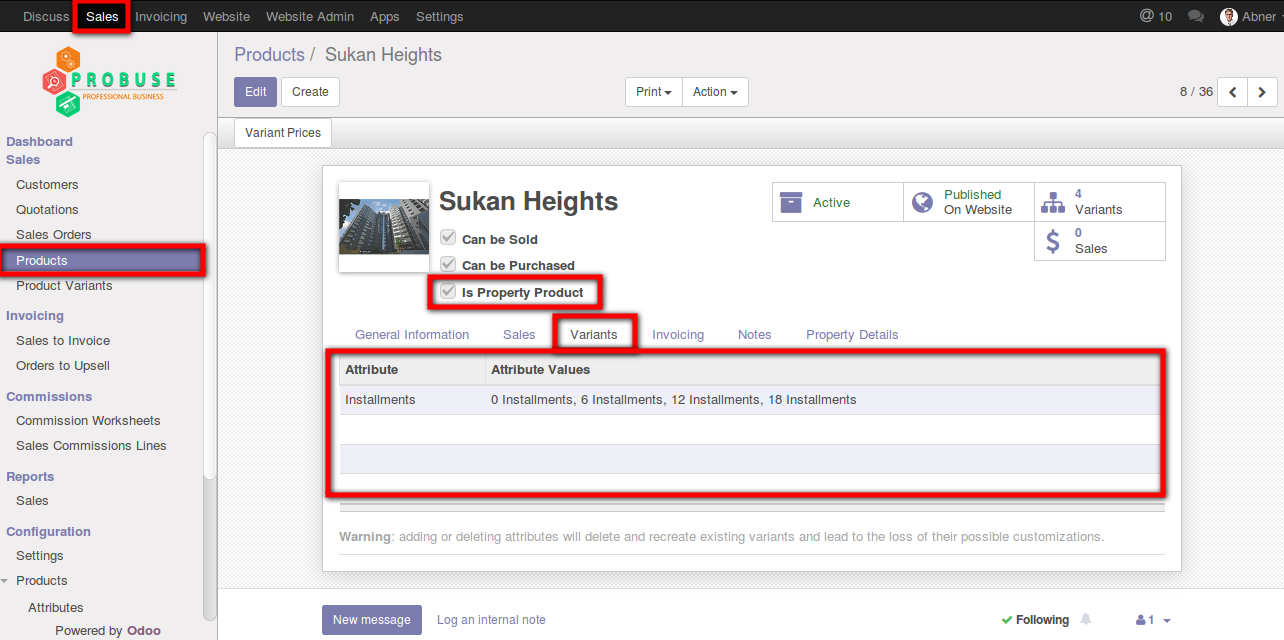 Discuss Sales Invoicing Website Website Admin Apps Settings @ 10 Abner
PROBUSE
PROFESSIONAL BUSINESS
Products / Sukan Heights
Edit Create Print Action 8 / 36
Variant Prices
Dashboard
Sales
Customers
Quotations
Sales Orders
Products
Product Variants
Invoicing
Sales to Invoice
Orders to Upsell
Commissions
Commission Worksheets
Sales Commissions Lines
Reports
Sales
Configuration
Settings
Products
Attributes
Powered by Odoo
Sukan Heights
Can be Sold
Can be Purchased
Is Property Product
Active
Published
On Website
4
Variants
0
Sales
General Information Sales Variants Invoicing Notes Property Details
Attribute Attribute Values
Installments 0 Installments, 6 Installments, 12 Installments, 18 Installments
Warning: adding or deleting attributes will delete and recreate existing variants and lead to the loss of their possible customizations.
New message Log an internal note Following 1